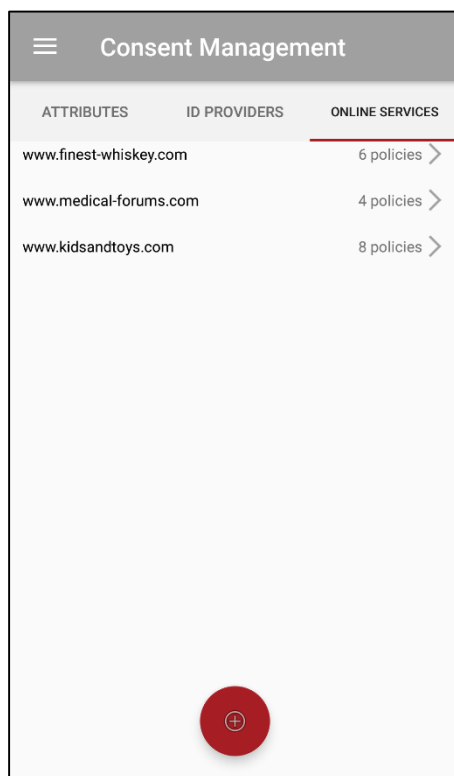 Consent Management
ATTRIBUTES ID PROVIDERS ONLINE SERVICES
www.finest-whiskey.com 6 policies
www.medical-forums.com 4 policies
www.kidsandtoys.com 8 policies